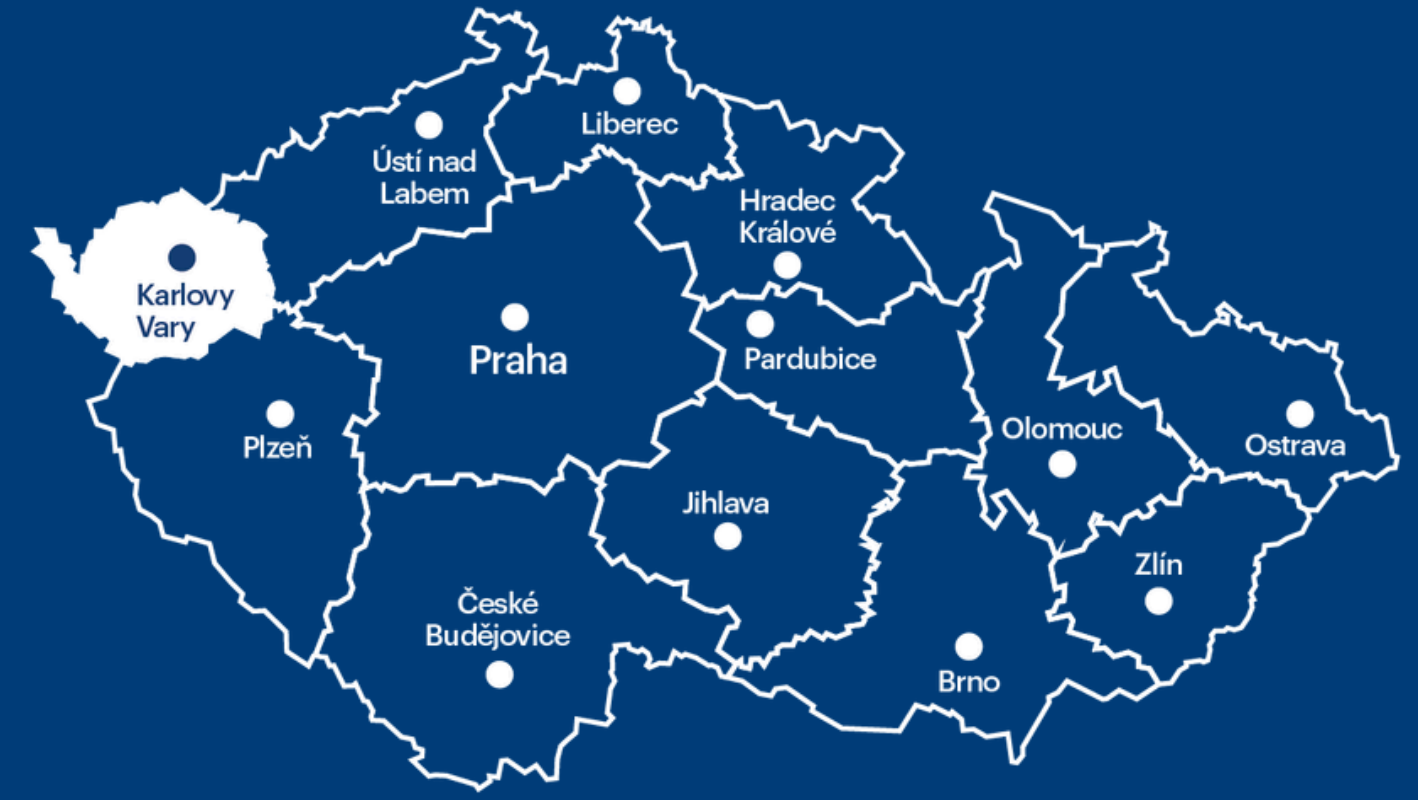 Liberec
Ústí nad
Labem
Hradec
Králové
Karlovy
Vary
Praha
Pardubice
Plzeň
Olomouc
Ostrava
Jihlava
Zlín
České
Budějovice
Brno